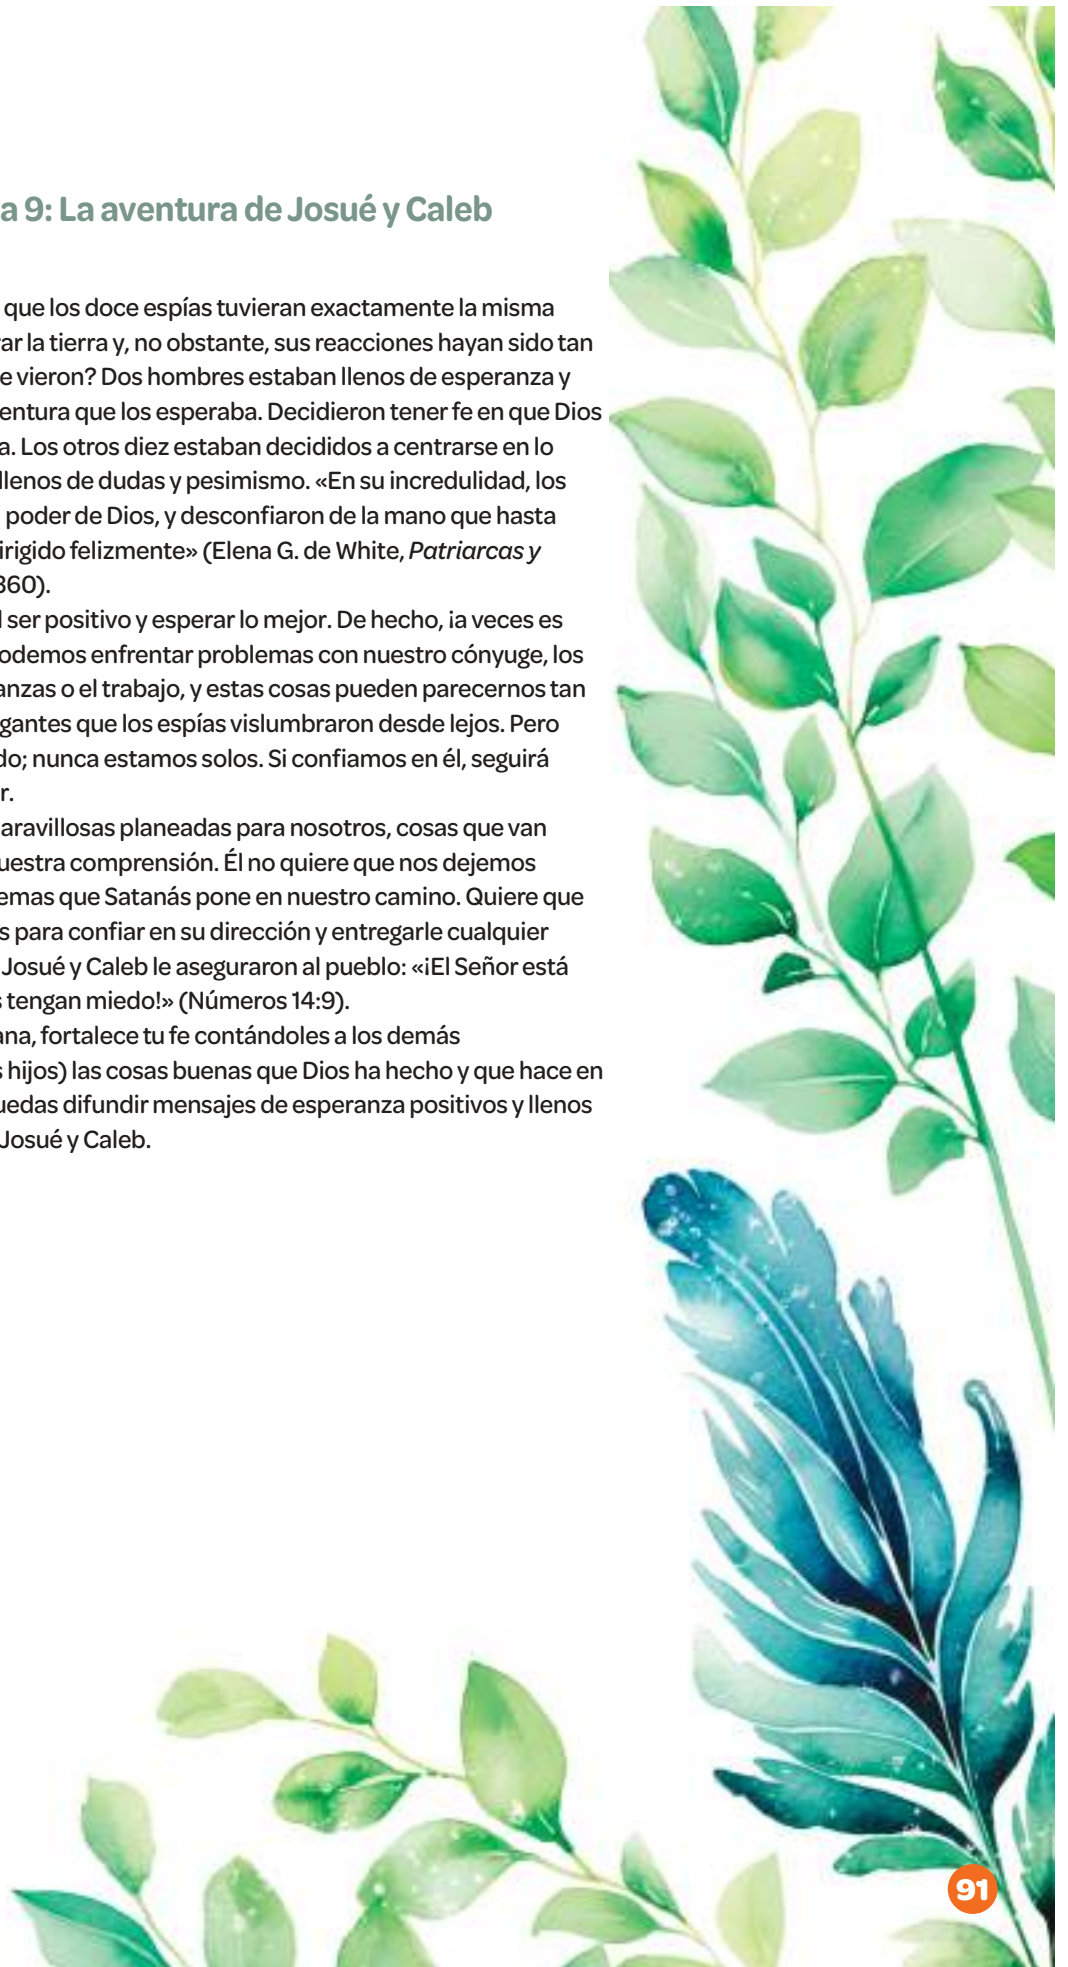 a 9: La aventura de Josué y Caleb
que los doce espías tuvieran exactamente la misma
ar la tierra y, no obstante, sus reacciones hayan sido tan
e vieron? Dos hombres estaban llenos de esperanza y
entura que los esperaba. Decidieron tener fe en que Dios
a. Los otros diez estaban decididos a centrarse en lo
llenos de dudas y pesimismo. «En su incredulidad, los
poder de Dios, y desconfiaron de la mano que hasta
irigido felizmente» (Elena G. de White, Patriarcas y
360).
l ser positivo y esperar lo mejor. De hecho, ¡a veces es
odemos enfrentar problemas con nuestro cónyuge, los
anzas o el trabajo, y estas cosas pueden parecernos tan
gantes que los espías vislumbraron desde lejos. Pero
do; nunca estamos solos. Si confiamos en él, seguirá
r.
aravillosas planeadas para nosotros, cosas que van
uestra comprensión. Él no quiere que nos dejemos
emas que Satanás pone en nuestro camino. Quiere que
s para confiar en su dirección y entregarle cualquier
Josué y Caleb le aseguraron al pueblo: «¡El Señor está
s tengan miedo!» (Números 14:9).
ana, fortalece tu fe contándoles a los demás
s hijos) las cosas buenas que Dios ha hecho y que hace en
uedas difundir mensajes de esperanza positivos y llenos
Josué y Caleb.
91